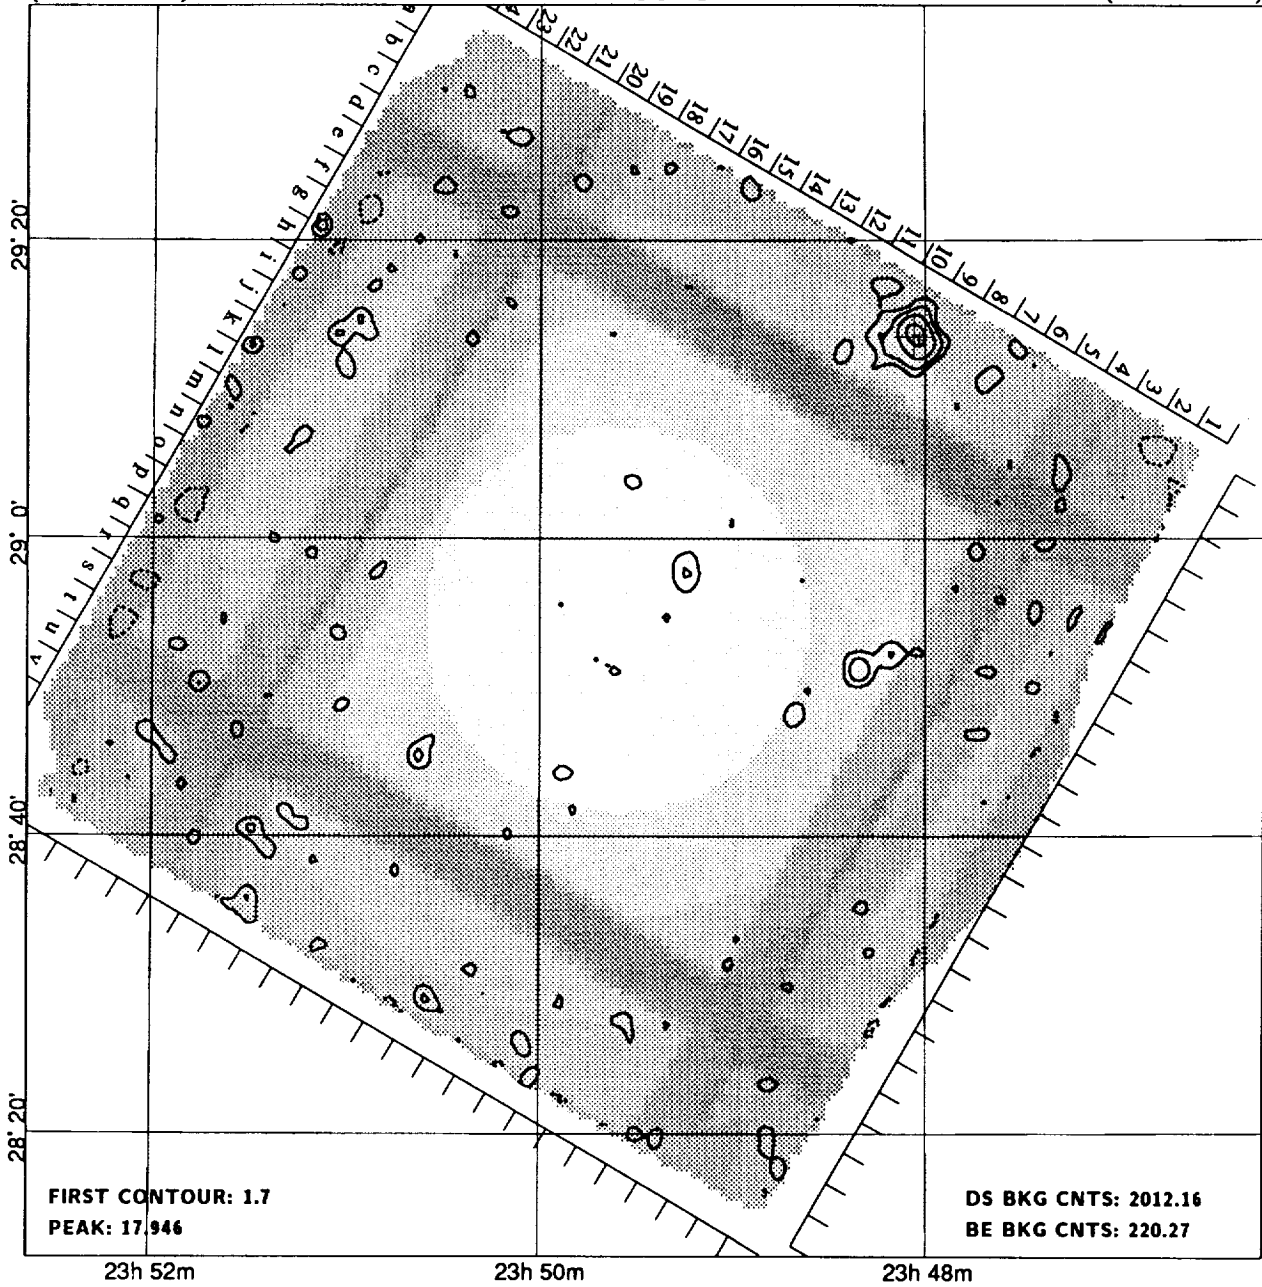 23
22
21
20
19
18
17
16
15
14
13
12
11
10
9
8
7
6
5
4
3
2
1
b
c
d
e
f
g
h
i
j
k
l
m
n
o
p
q
r
s
t
u
v
29° 20'
29° 0'
28° 40'
28° 20'
FIRST CONTOUR: 1.7
PEAK: 17.946
DS BKG CNTS: 2012.16
BE BKG CNTS: 220.27
23h 52m
23h 50m
23h 48m